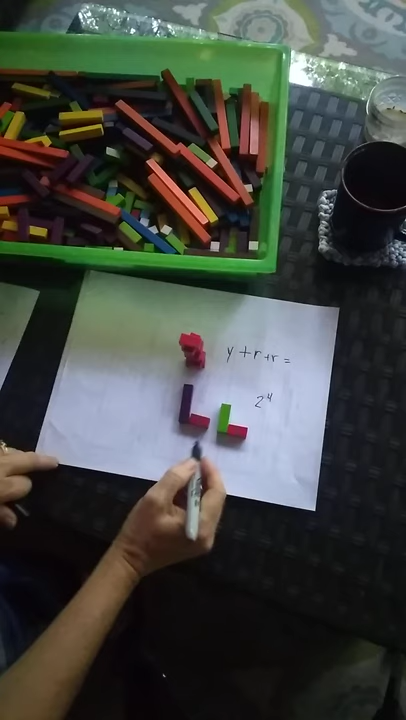 y + r + r =
2⁴